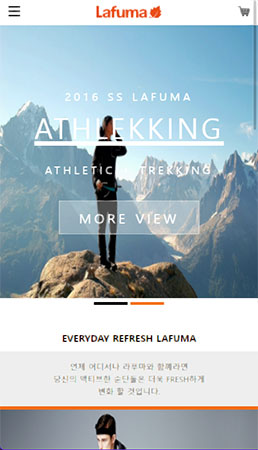 Lafuma
2016 SS LAFUMA
ATHLEKKING
ATHLETIC + TREKKING
MORE VIEW
EVERYDAY REFRESH LAFUMA
언제 어디서나 라푸마와 함께라면
당신의 액티브한 순간들은 더욱 FRESH하게
변화 할 것입니다.